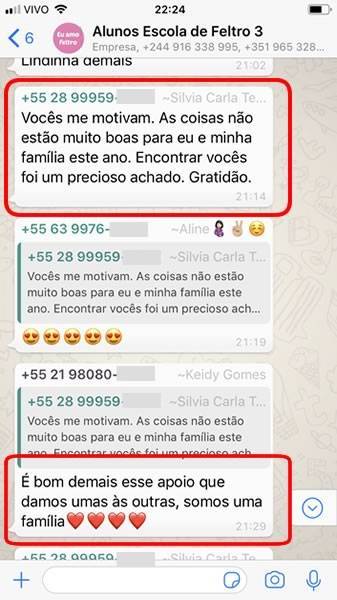 VIVO 22:24
6 Eu amo Feltro Alunos Escola de Feltro 3
Empresa, +244 916 338 995, +351 965 328...
Lindinha demais
21:02
+55 28 99959- ~Silvia Carla Te...
Vocês me motivam. As coisas não
estão muito boas para eu e minha
família este ano. Encontrar vocês
foi um precioso achado. Gratidão.
21:14
+55 63 9976- ~Aline🤰✌🏼☺️
+55 28 99959- ~Silvia Carla T...
Vocês me motivam. As coisas não estão
muito boas para eu e minha família este
ano. Encontrar vocês foi um precioso ach...
😍😍😍😍😍
21:19
+55 21 98080- ~Keidy Gomes
+55 28 99959- ~Silvia Carla T...
Vocês me motivam. As coisas não estão
muito boas para eu e minha família este
ano. Encontrar vocês foi um precioso ach...
É bom demais esse apoio que
damos umas às outras, somos uma
família❤️❤️❤️❤️
21:29
+55 28 99959- ~Silvia Carla Te...